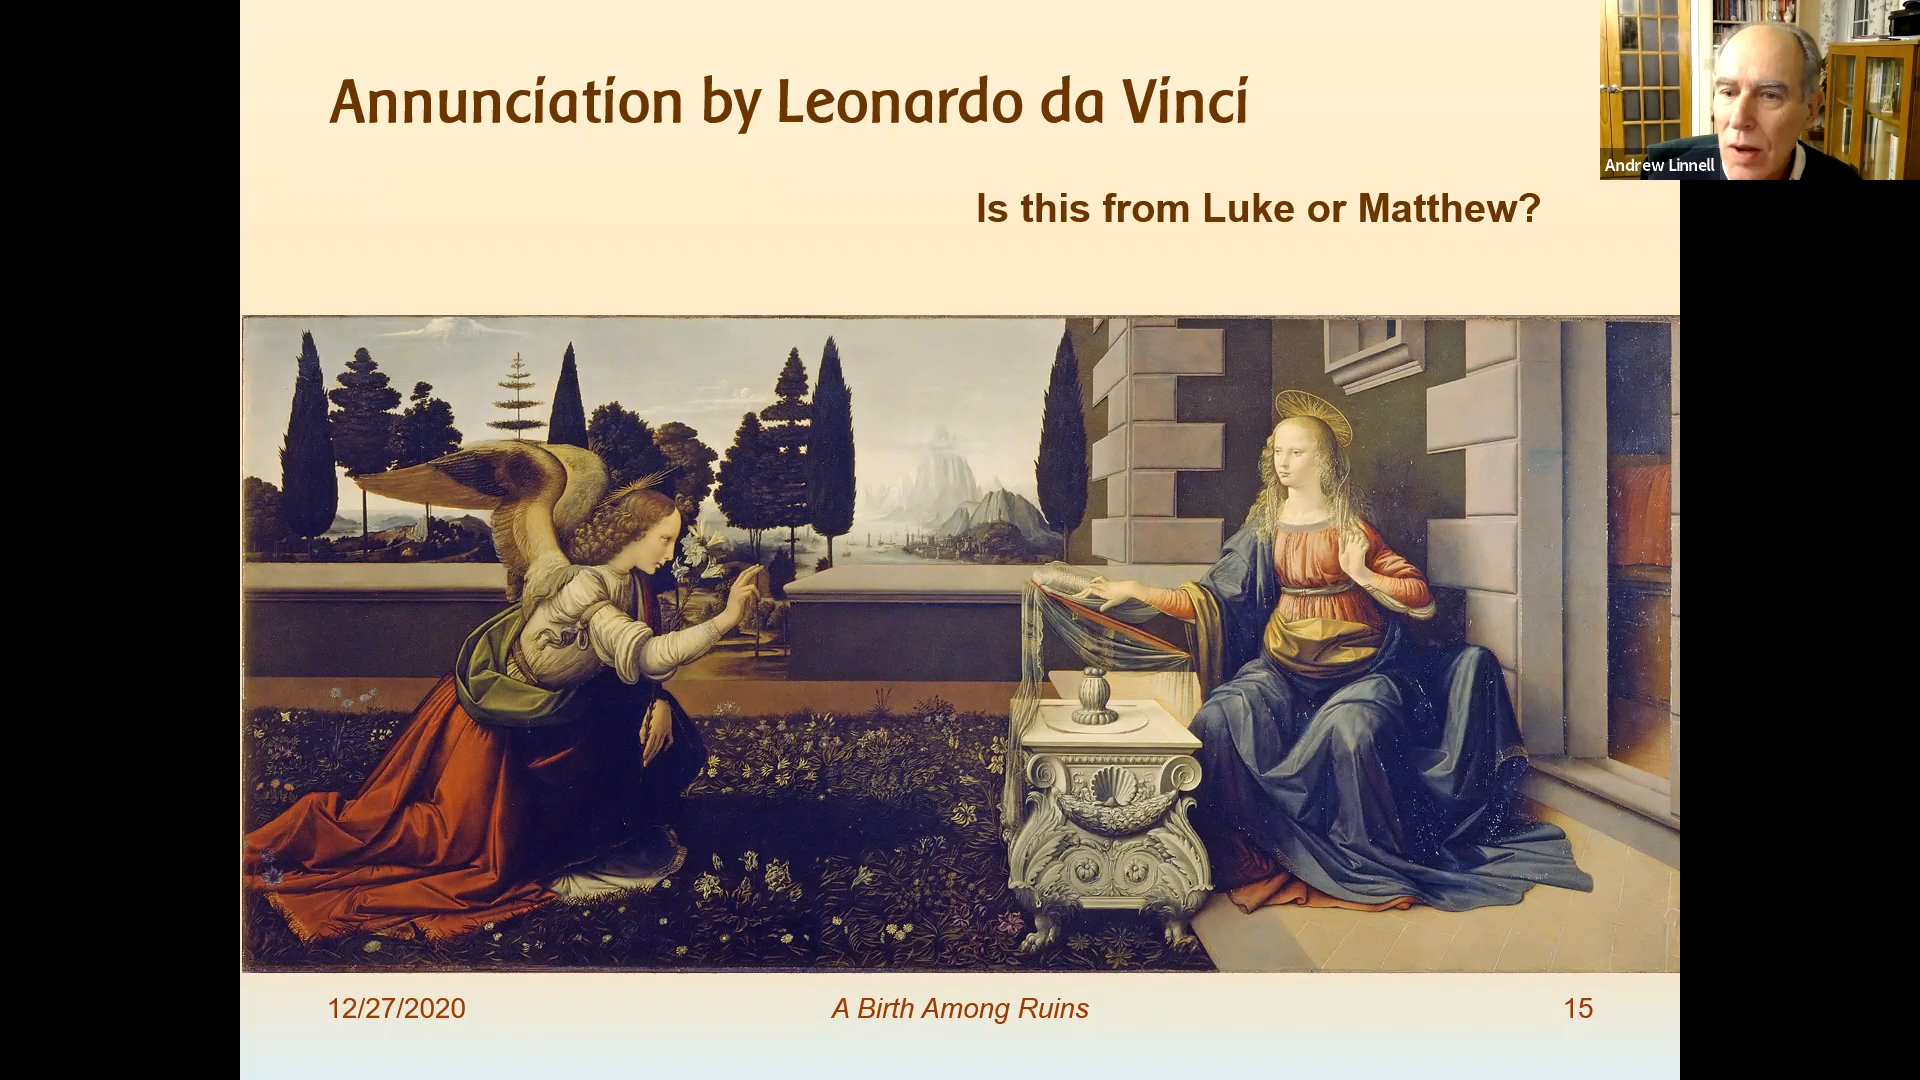 Annunciation by Leonardo da Vinci
Andrew Linnell
Is this from Luke or Matthew?
12/27/2020
A Birth Among Ruins
15